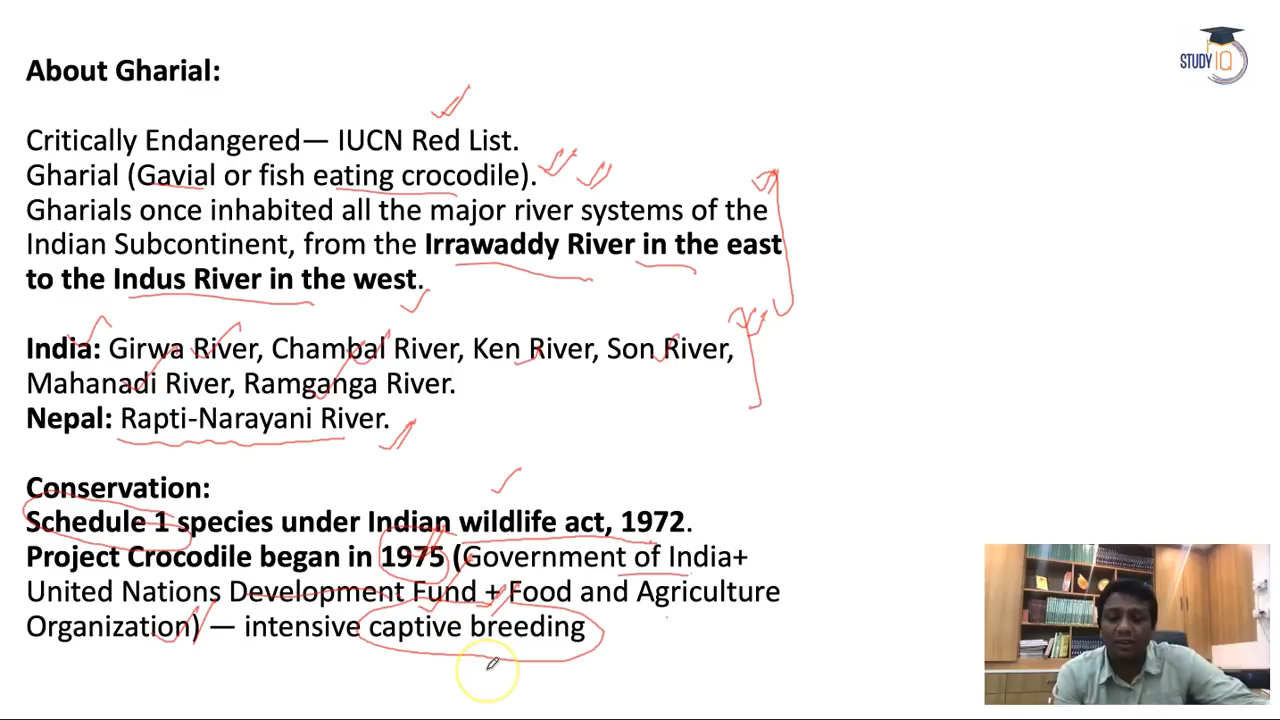 About Gharial:
STUDY IQ
Critically Endangered— IUCN Red List.
Gharial (Gavial or fish eating crocodile).
Gharials once inhabited all the major river systems of the
Indian Subcontinent, from the Irrawaddy River in the east
to the Indus River in the west.
India: Girwa River, Chambal River, Ken River, Son River,
Mahanadi River, Ramganga River.
Nepal: Rapti-Narayani River.
Conservation:
Schedule 1 species under Indian wildlife act, 1972.
Project Crocodile began in 1975 (Government of India+
United Nations Development Fund + Food and Agriculture
Organization) — intensive captive breeding